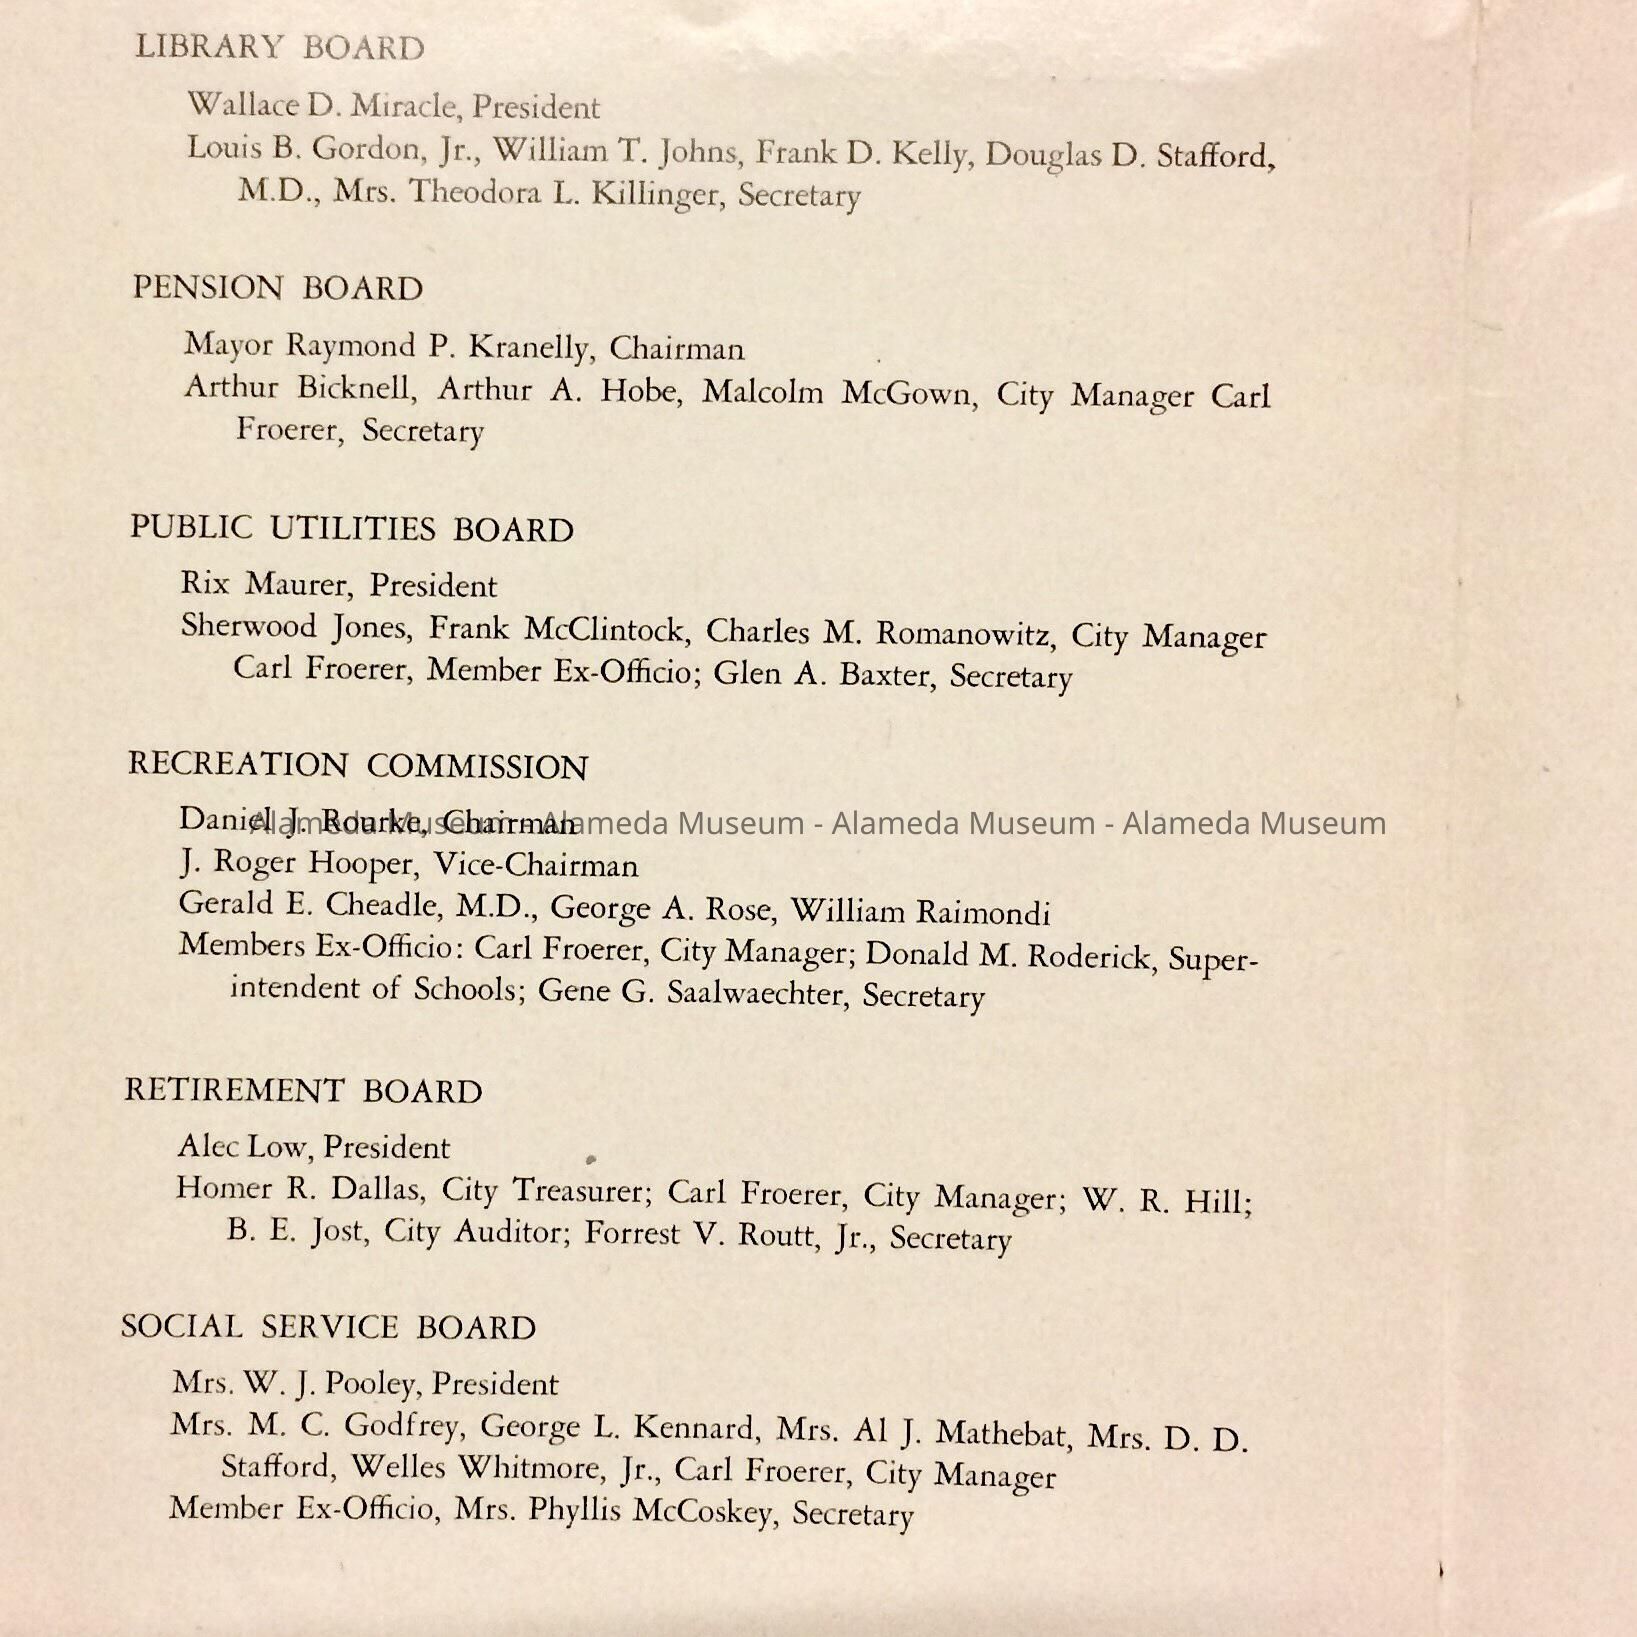 LIBRARY BOARD
Wallace D. Miracle, President
Louis B. Gordon, Jr., William T. Johns, Frank D. Kelly, Douglas D. Stafford,
M.D., Mrs. Theodora L. Killinger, Secretary
PENSION BOARD
Mayor Raymond P. Kranelly, Chairman
Arthur Bicknell, Arthur A. Hobe, Malcolm McGown, City Manager Carl
Froerer, Secretary
PUBLIC UTILITIES BOARD
Rix Maurer, President
Sherwood Jones, Frank McClintock, Charles M. Romanowitz, City Manager
Carl Froerer, Member Ex-Officio; Glen A. Baxter, Secretary
RECREATION COMMISSION
Daniel J. Rourke, Chairman
Alameda Museum - Alameda Museum - Alameda Museum - Alameda Museum
J. Roger Hooper, Vice-Chairman
Gerald E. Cheadle, M.D., George A. Rose, William Raimondi
Members Ex-Officio: Carl Froerer, City Manager; Donald M. Roderick, Super-
intendent of Schools; Gene G. Saalwaechter, Secretary
RETIREMENT BOARD
Alec Low, President
Homer R. Dallas, City Treasurer; Carl Froerer, City Manager; W. R. Hill;
B. E. Jost, City Auditor; Forrest V. Routt, Jr., Secretary
SOCIAL SERVICE BOARD
Mrs. W. J. Pooley, President
Mrs. M. C. Godfrey, George L. Kennard, Mrs. Al J. Mathebat, Mrs. D. D.
Stafford, Welles Whitmore, Jr., Carl Froerer, City Manager
Member Ex-Officio, Mrs. Phyllis McCoskey, Secretary